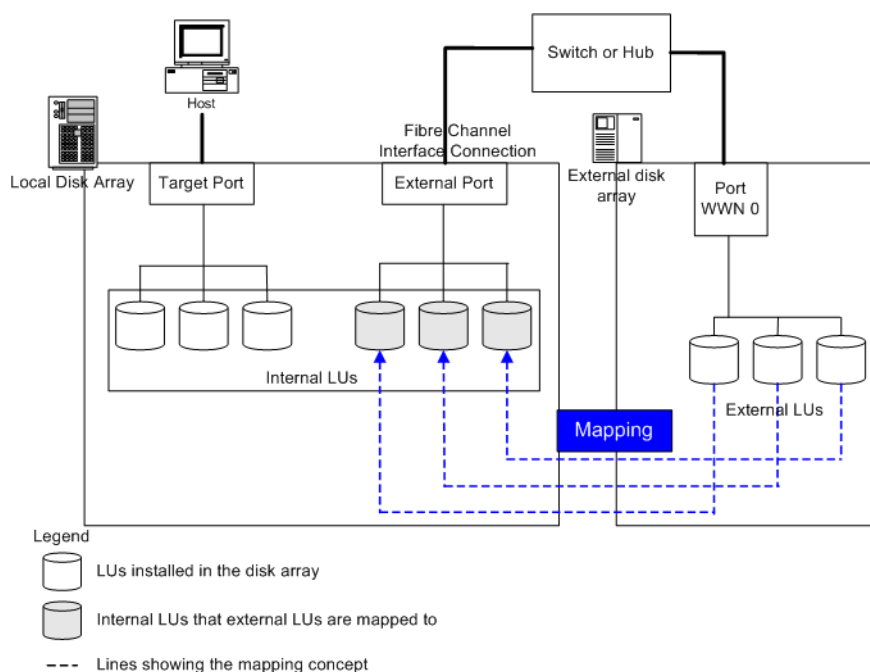 Switch or Hub
Host
Fibre Channel
Interface Connection
Local Disk Array
Target Port
External Port
External disk
array
Port
WWN 0
Internal LUs
External LUs
Mapping
Legend
LUs installed in the disk array
Internal LUs that external LUs are mapped to
Lines showing the mapping concept